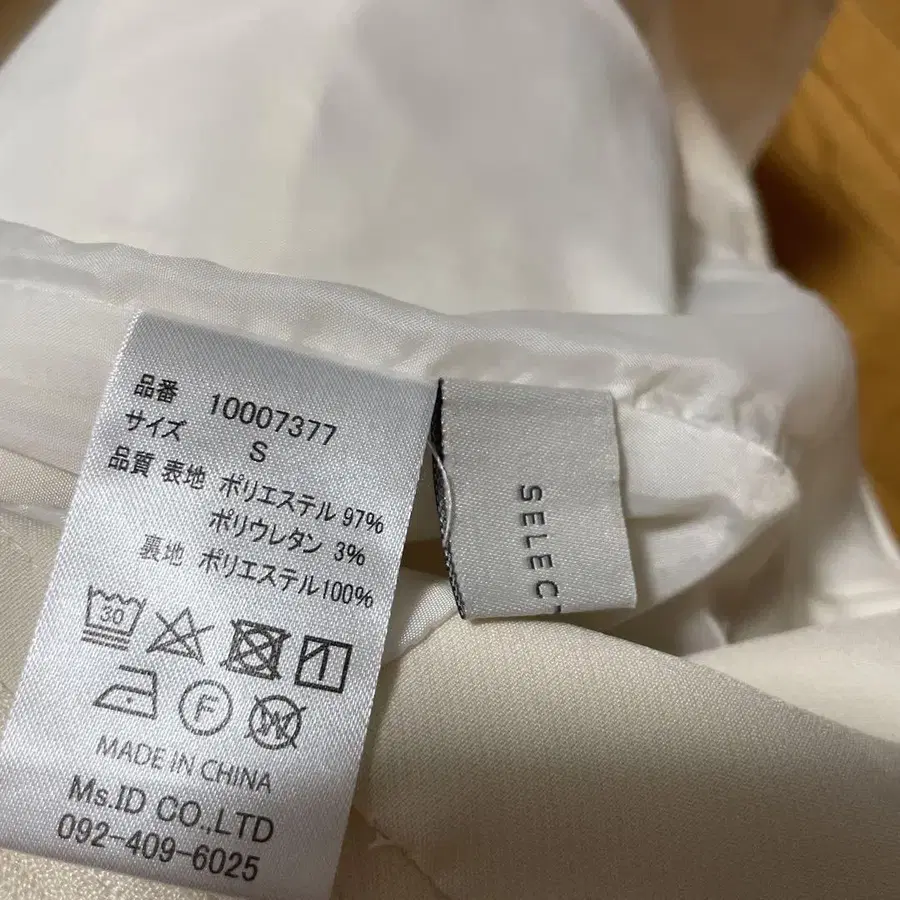 品番 10007377
サイズ S
品質 表地 ポリエステル 97%
ポリウレタン 3%
裏地 ポリエステル100%
30
F
W
MADE IN CHINA
Ms.ID CO.,LTD
092-409-6025
SELEC